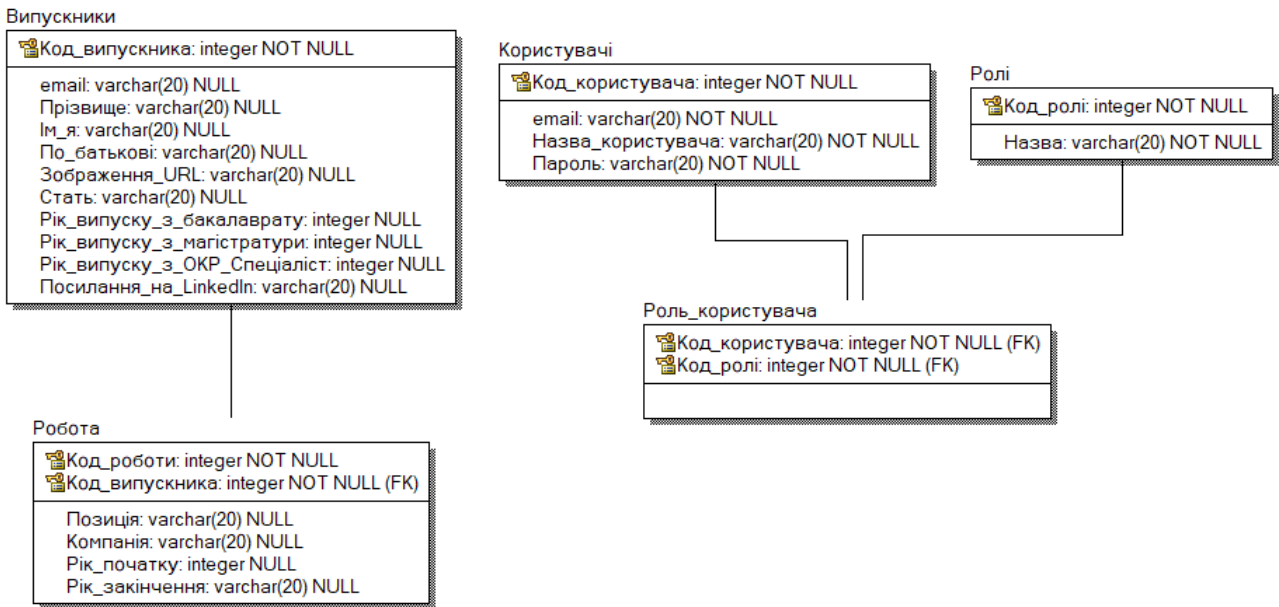 Випускники
Код_випускника: integer NOT NULL
email: varchar(20) NULL
Прізвище: varchar(20) NULL
Ім_я: varchar(20) NULL
По_батькові: varchar(20) NULL
Зображення_URL: varchar(20) NULL
Стать: varchar(20) NULL
Рік_випуску_з_бакалаврату: integer NULL
Рік_випуску_з_магістратури: integer NULL
Рік_випуску_з_ОКР_Спеціаліст: integer NULL
Посилання_на_LinkedIn: varchar(20) NULL
Користувачі
Код_користувача: integer NOT NULL
email: varchar(20) NOT NULL
Назва_користувача: varchar(20) NOT NULL
Пароль: varchar(20) NOT NULL
Ролі
Код_ролі: integer NOT NULL
Назва: varchar(20) NOT NULL
Роль_користувача
Код_користувача: integer NOT NULL (FK)
Код_ролі: integer NOT NULL (FK)
Робота
Код_роботи: integer NOT NULL
Код_випускника: integer NOT NULL (FK)
Позиція: varchar(20) NULL
Компанія: varchar(20) NULL
Рік_початку: integer NULL
Рік_закінчення: varchar(20) NULL